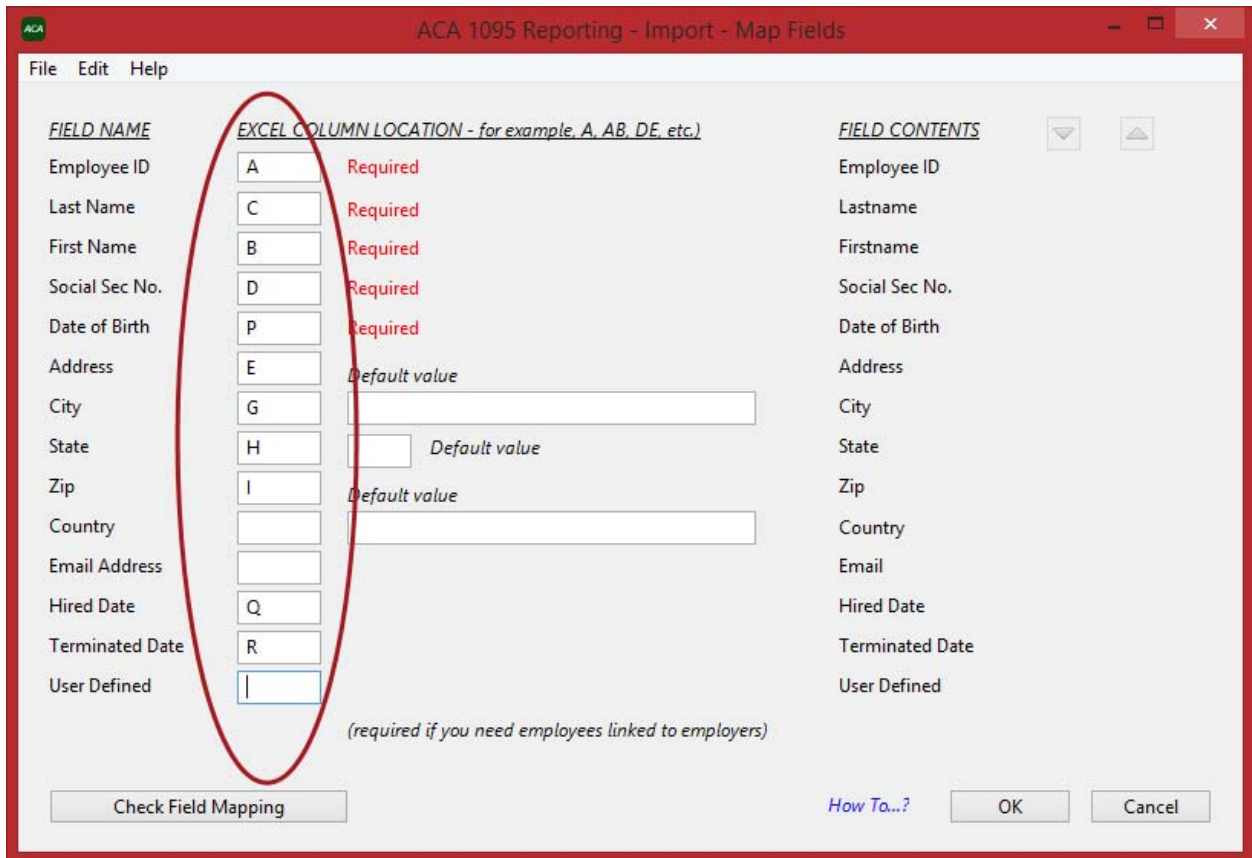 ACA
ACA 1095 Reporting - Import - Map Fields
File Edit Help
FIELD NAME EXCEL COLUMN LOCATION - for example, A, AB, DE, etc.) FIELD CONTENTS
Employee ID A Required Employee ID
Last Name C Required Lastname
First Name B Required Firstname
Social Sec No. D Required Social Sec No.
Date of Birth P Required Date of Birth
Address E Default value Address
City G City
State H Default value State
Zip I Default value Zip
Country Country
Email Address Email
Hired Date Q Hired Date
Terminated Date R Terminated Date
User Defined User Defined
(required if you need employees linked to employers)
Check Field Mapping How To...? OK Cancel